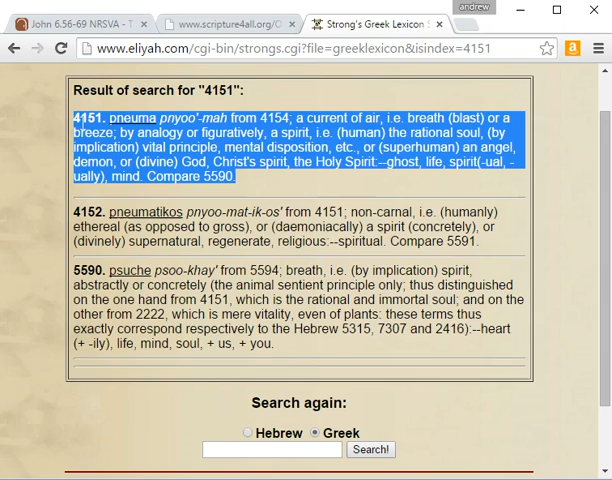 andrew
John 6.56-69 NRSVA - T
www.scripture4all.org/O
Strong's Greek Lexicon S
www.eliyah.com/cgi-bin/strongs.cgi?file=greeklexicon&isindex=4151
Result of search for "4151":
4151. pneuma pnyoo'-mah from 4154; a current of air, i.e. breath (blast) or a
breeze; by analogy or figuratively, a spirit, i.e. (human) the rational soul, (by
implication) vital principle, mental disposition, etc., or (superhuman) an angel,
demon, or (divine) God, Christ's spirit, the Holy Spirit:--ghost, life, spirit(-ual, -
ually), mind. Compare 5590.
4152. pneumatikos pnyoo-mat-ik-os' from 4151; non-carnal, i.e. (humanly)
ethereal (as opposed to gross), or (daemoniacally) a spirit (concretely), or
(divinely) supernatural, regenerate, religious:--spiritual. Compare 5591.
5590. psuche psoo-khay' from 5594; breath, i.e. (by implication) spirit,
abstractly or concretely (the animal sentient principle only; thus distinguished
on the one hand from 4151, which is the rational and immortal soul; and on the
other from 2222, which is mere vitality, even of plants: these terms thus
exactly correspond respectively to the Hebrew 5315, 7307 and 2416):--heart
(+ -ily), life, mind, soul, + us, + you.
Search again:
Hebrew Greek
Search!